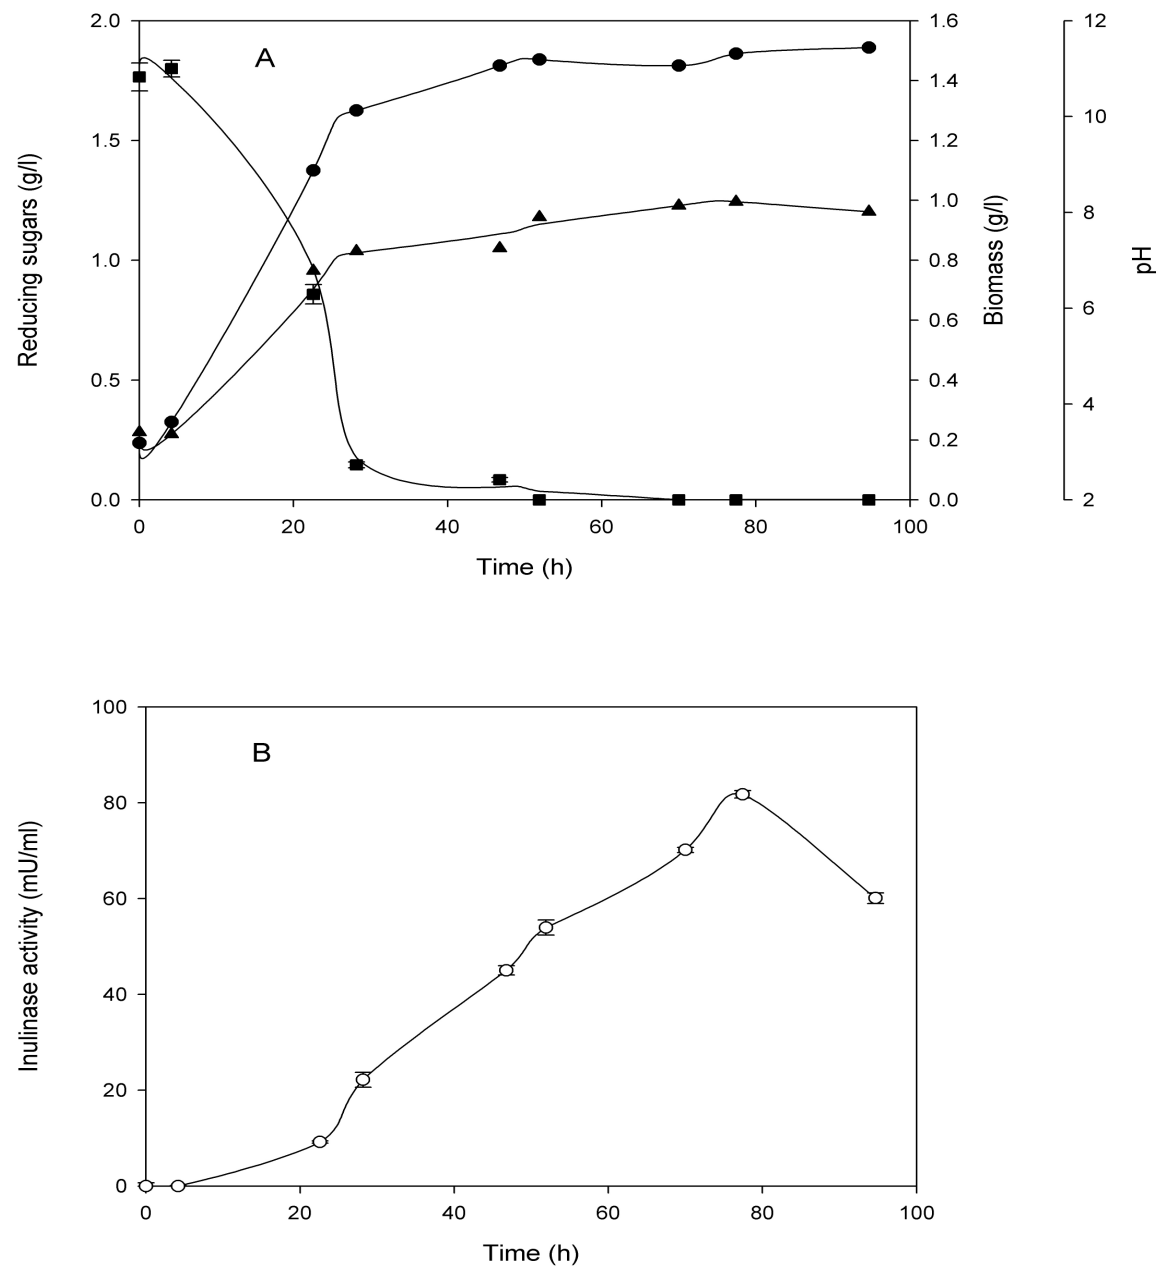 A
2.0
1.5
1.0
0.5
0.0
Reducing sugars (g/l)
1.6
1.4
1.2
1.0
0.8
0.6
0.4
0.2
0.0
Biomass (g/l)
12
10
8
6
4
2
pH
0 20 40 60 80 100
Time (h)
B
100
80
60
40
20
0
Inulinase activity (mU/ml)
0 20 40 60 80 100
Time (h)